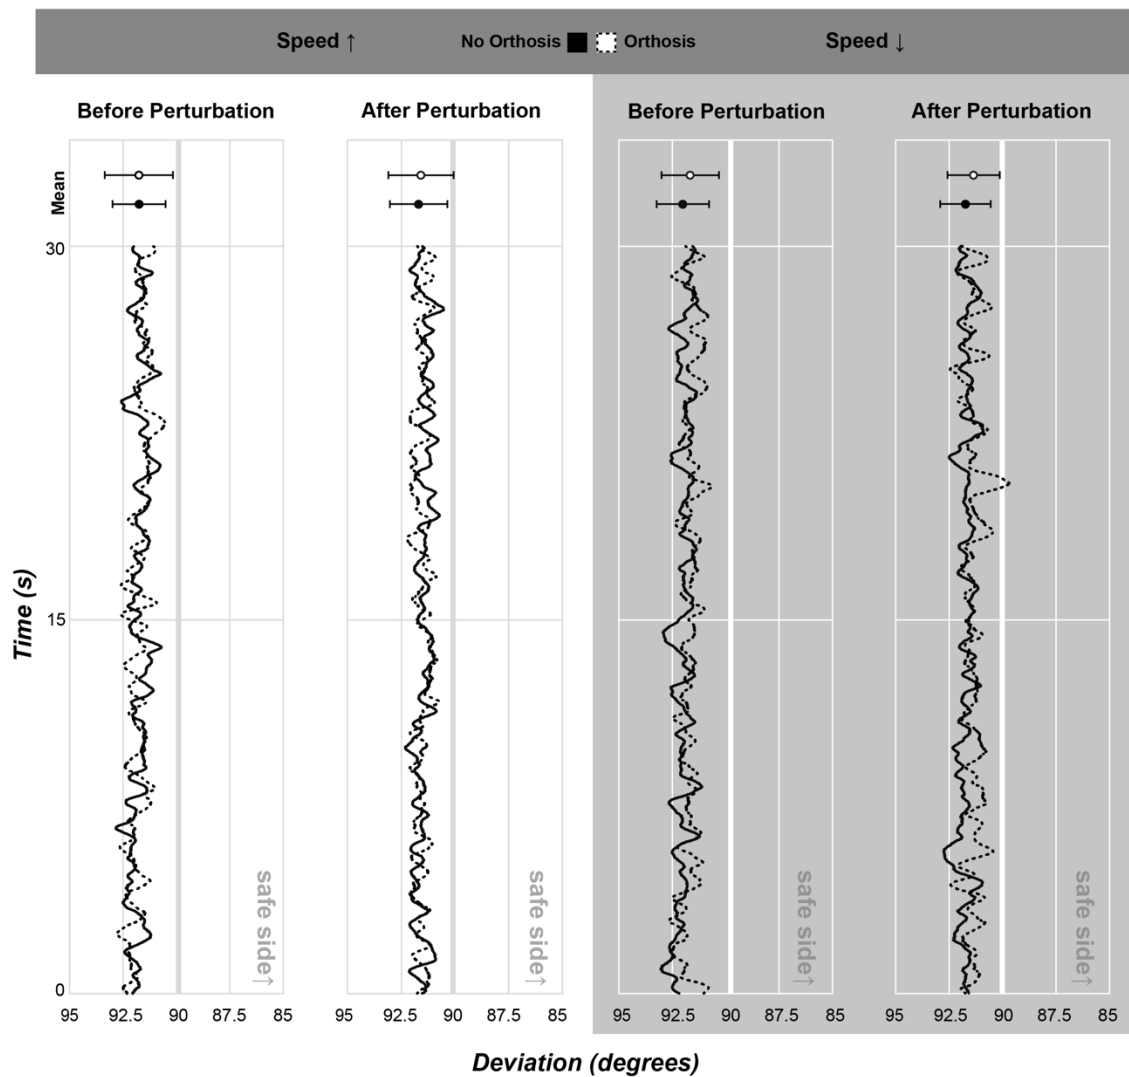 Speed ↑ No Orthosis Orthosis Speed ↓
Before Perturbation After Perturbation Before Perturbation After Perturbation
Mean
30
Time (s)
15
safe side↑ safe side↑ safe side↑ safe side↑
0
95 92.5 90 87.5 85 95 92.5 90 87.5 85 95 92.5 90 87.5 85 95 92.5 90 87.5 85
Deviation (degrees)